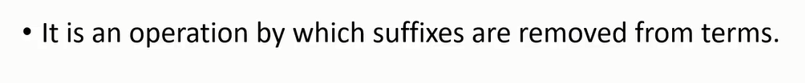 • It is an operation by which suffixes are removed from terms.